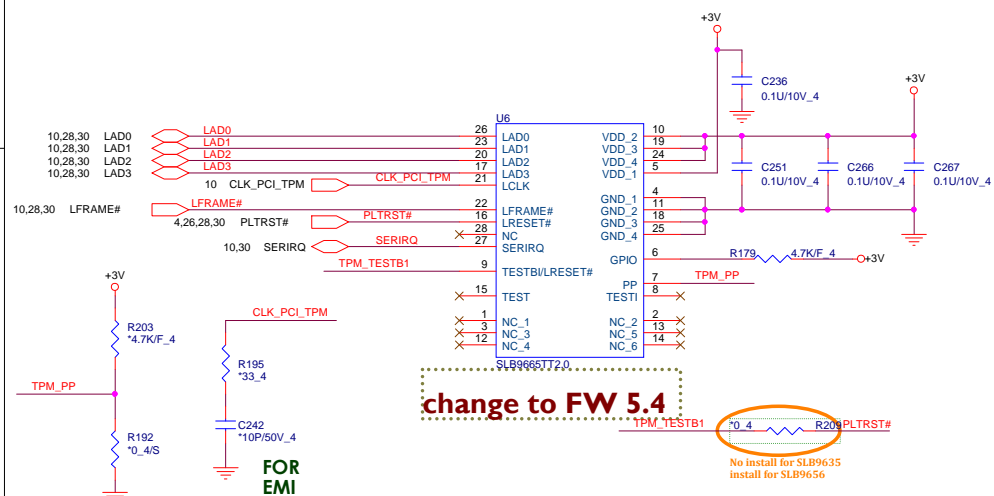 +3V
C236
0.1U/10V_4
+3V
U6
10,28,30 LAD0 LAD0 26 LAD0 VDD_2 10
10,28,30 LAD1 LAD1 23 LAD1 VDD_3 19
10,28,30 LAD2 LAD2 20 LAD2 VDD_4 24
10,28,30 LAD3 LAD3 17 LAD3 VDD_1 5
C251 C266 C267
0.1U/10V_4 0.1U/10V_4 0.1U/10V_4
10 CLK_PCI_TPM CLK_PCI_TPM 21 LCLK
GND_1 4
10,28,30 LFRAME# LFRAME# 22 LFRAME# GND_2 11
4,26,28,30 PLTRST# PLTRST# 16 LRESET# GND_3 18
28 NC GND_4 25
10,30 SERIRQ SERIRQ 27 SERIRQ
GPIO 6 R179 4.7K/F_4 +3V
TPM_TESTB1 9 TESTBI/LRESET#
PP 7 TPM_PP
15 TEST TESTI 8
1 NC_1 NC_2 2
3 NC_3 NC_5 13
12 NC_4 NC_6 14
SLB9665TT2.0
+3V
R203
*4.7K/F_4
TPM_PP
R192
*0_4/S
CLK_PCI_TPM
R195
*33_4
C242
*10P/50V_4
FOR
EMI
change to FW 5.4
TPM_TESTB1 *0_4 R209 PLTRST#
No install for SLB9635
install for SLB9656